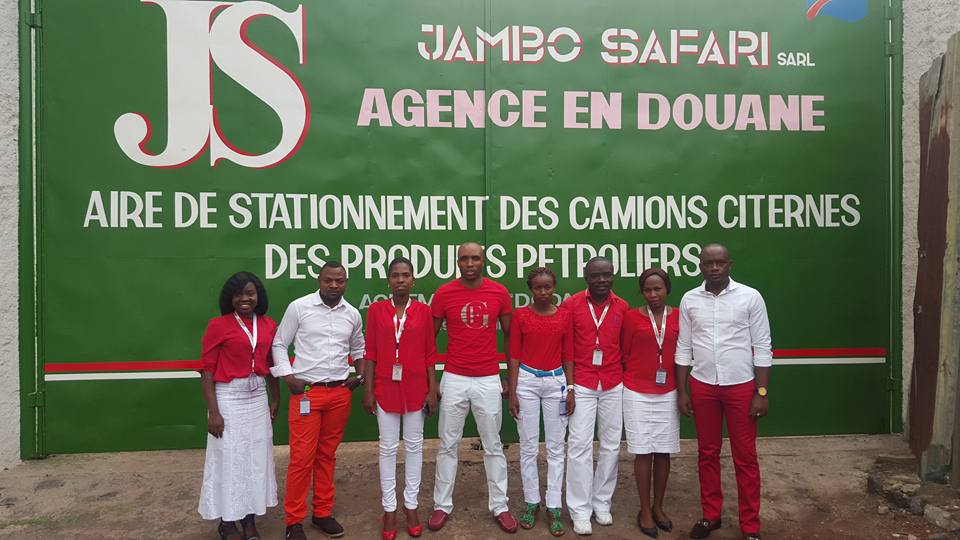 JS
JAMBO SAFARI SARL
AGENCE EN DOUANE
AIRE DE STATIONNEMENT DES CAMIONS CITERNES
DES PRODUITS PETROLIERS